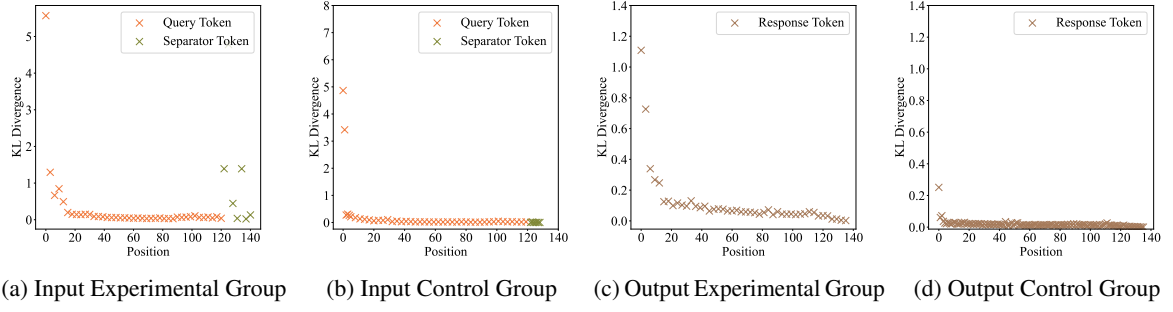 Query Token
Separator Token
KL Divergence
5
4
3
2
1
0
0 20 40 60 80 100 120 140
Position
(a) Input Experimental Group
Query Token
Separator Token
KL Divergence
8
7
6
5
4
3
2
1
0
0 20 40 60 80 100 120 140
Position
(b) Input Control Group
Response Token
KL Divergence
1.4
1.2
1.0
0.8
0.6
0.4
0.2
0.0
0 20 40 60 80 100 120 140
Position
(c) Output Experimental Group
Response Token
KL Divergence
1.4
1.2
1.0
0.8
0.6
0.4
0.2
0.0
0 20 40 60 80 100 120 140
Position
(d) Output Control Group